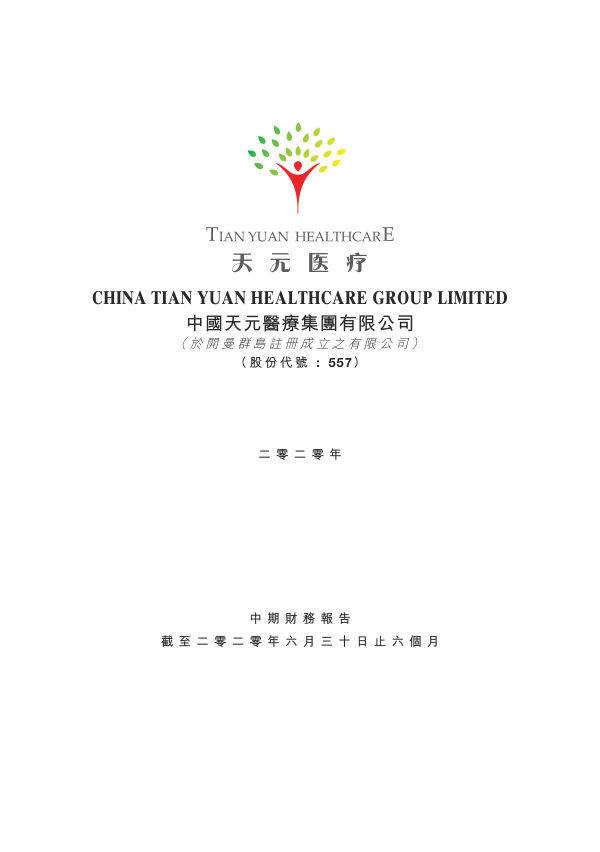 TIAN YUAN HEALTHCARE
天元医疗
CHINA TIAN YUAN HEALTHCARE GROUP LIMITED
中國天元醫療集團有限公司
（於開曼群島註冊成立之有限公司）
（股份代號：557）
二零二零年
中期財務報告
截至二零二零年六月三十日止六個月